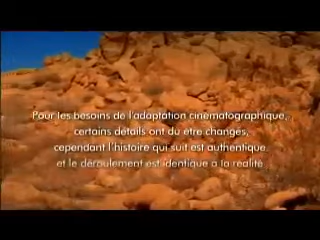 Pour les besoins de l'adaptation cinématographique,
certains détails ont du etre changés,
cependant l'histoire qui suit est authentique,
et le déroulement est identique a la réalité